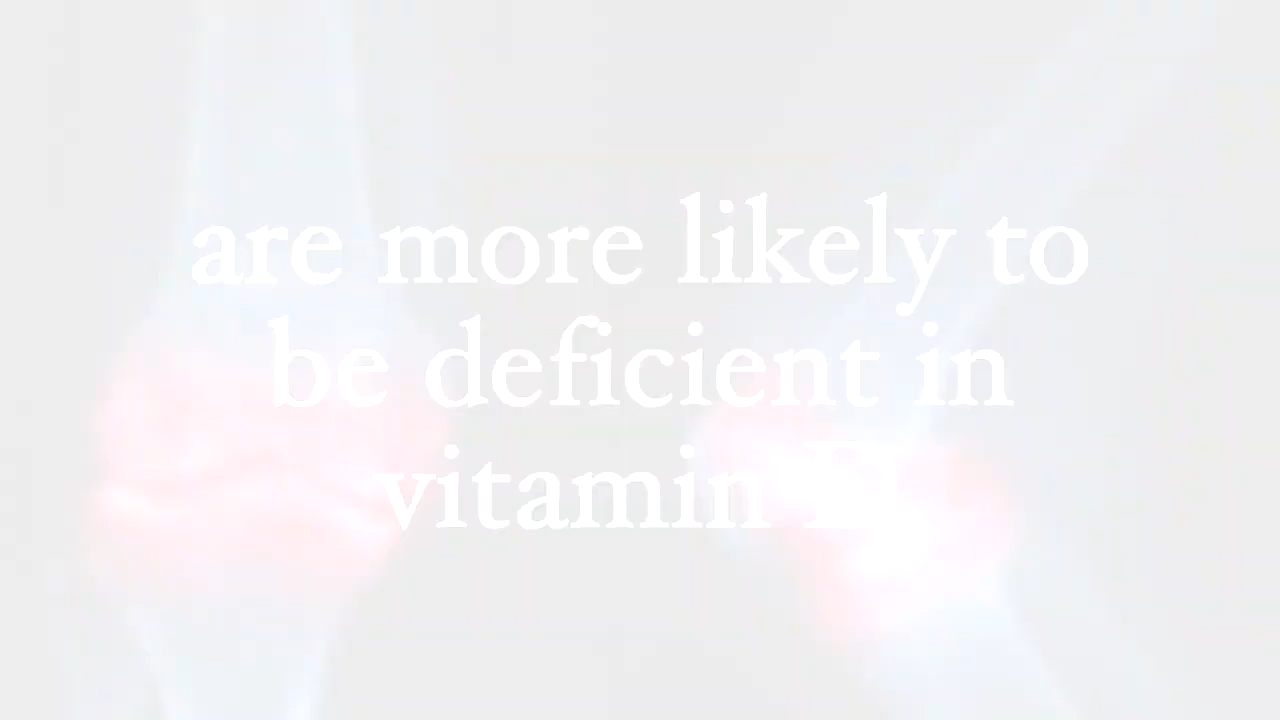 are more likely to
be deficient in
vitamin